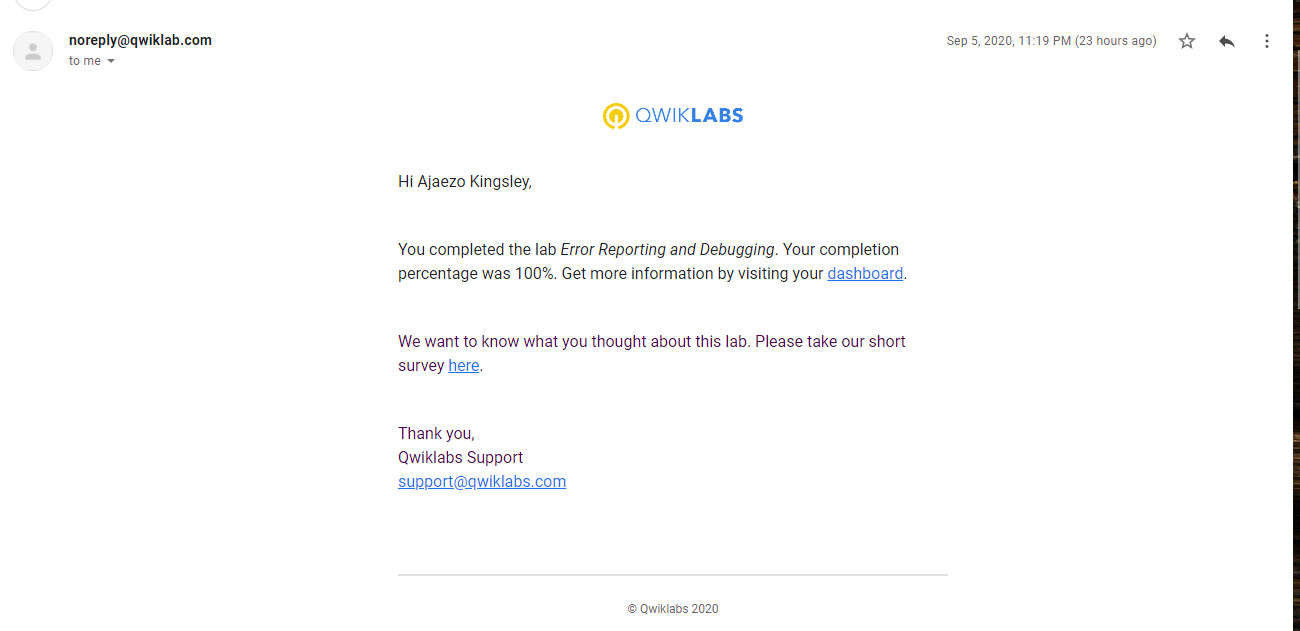 noreply@qwiklab.com
Sep 5, 2020, 11:19 PM (23 hours ago)
to me
QWIKLABS
Hi Ajaezo Kingsley,
You completed the lab Error Reporting and Debugging. Your completion
percentage was 100%. Get more information by visiting your dashboard.
We want to know what you thought about this lab. Please take our short
survey here.
Thank you,
Qwiklabs Support
support@qwiklabs.com
© Qwiklabs 2020